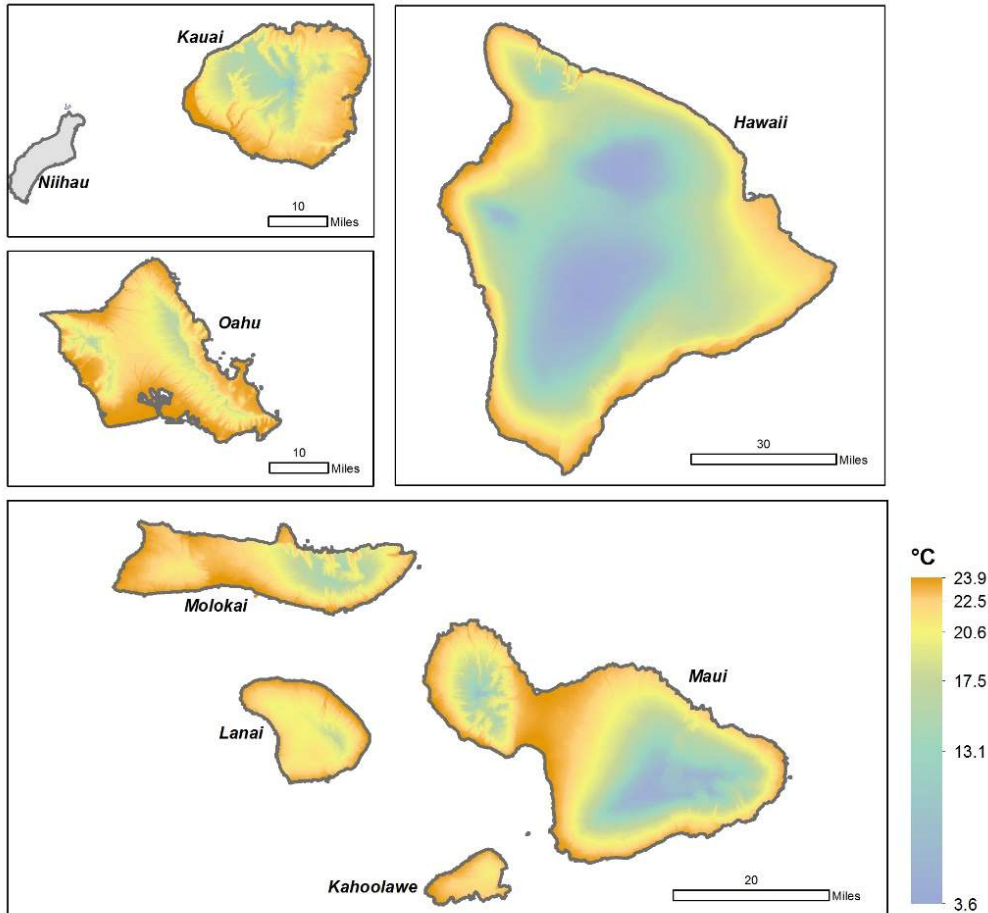 Kauai
Niihau
10
Miles
Hawaii
30
Miles
Oahu
10
Miles
Molokai
Lanai
Maui
Kahoolawe
20
Miles
°C
23.9
22.5
20.6
17.5
13.1
3.6